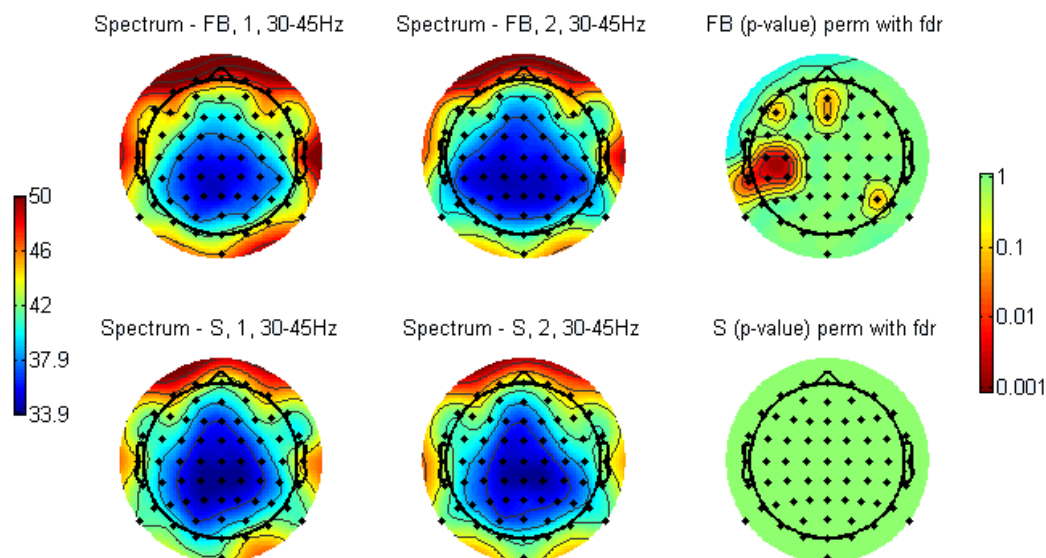 Spectrum - FB, 1, 30-45Hz
Spectrum - FB, 2, 30-45Hz
FB (p-value) perm with fdr
50
46
42
37.9
33.9
1
0.1
0.01
0.001
Spectrum - S, 1, 30-45Hz
Spectrum - S, 2, 30-45Hz
S (p-value) perm with fdr